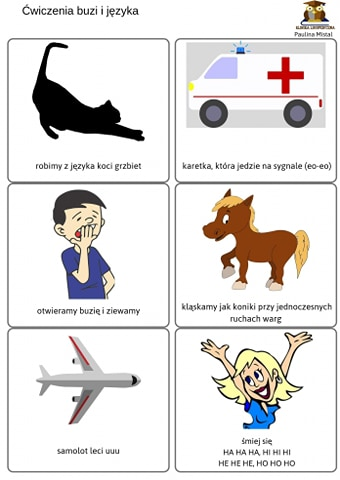 Ćwiczenia buzi i języka
Paulina Mistal
robimy z języka koci grzbiet
karetka, która jedzie na sygnale (eo-eo)
otwieramy buzię i ziewamy
kląskamy jak koniki przy jednoczesnych
ruchach warg
samolot leci uuu
śmiej się
HA HA HA, HI HI HI
HE HE HE, HO HO HO